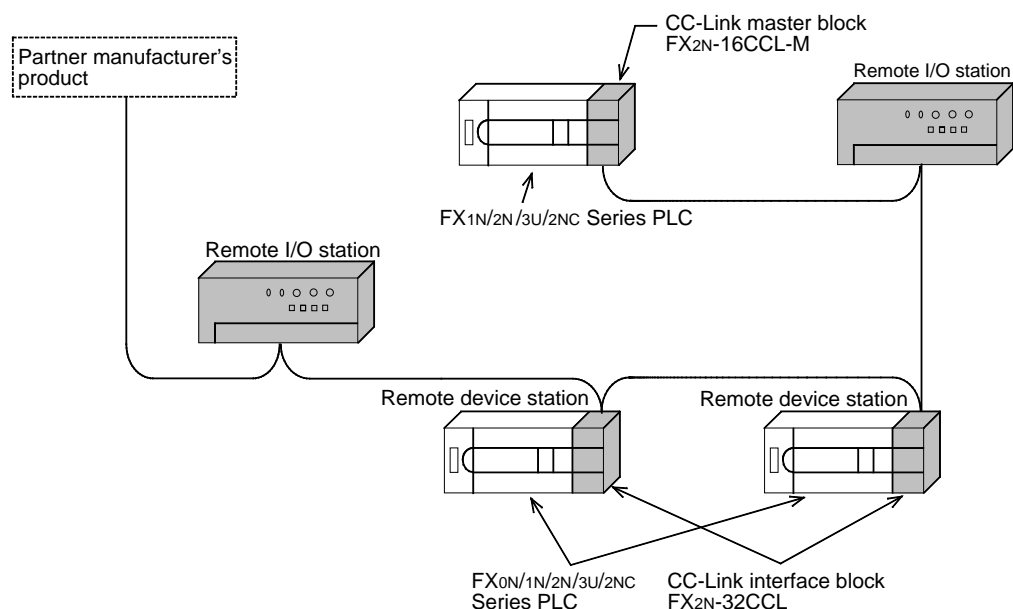 CC-Link master block
FX2N-16CCL-M
Partner manufacturer's
product
Remote I/O station
FX1N/2N/3U/2NC Series PLC
Remote I/O station
Remote device station
Remote device station
FX0N/1N/2N/3U/2NC
Series PLC
CC-Link interface block
FX2N-32CCL